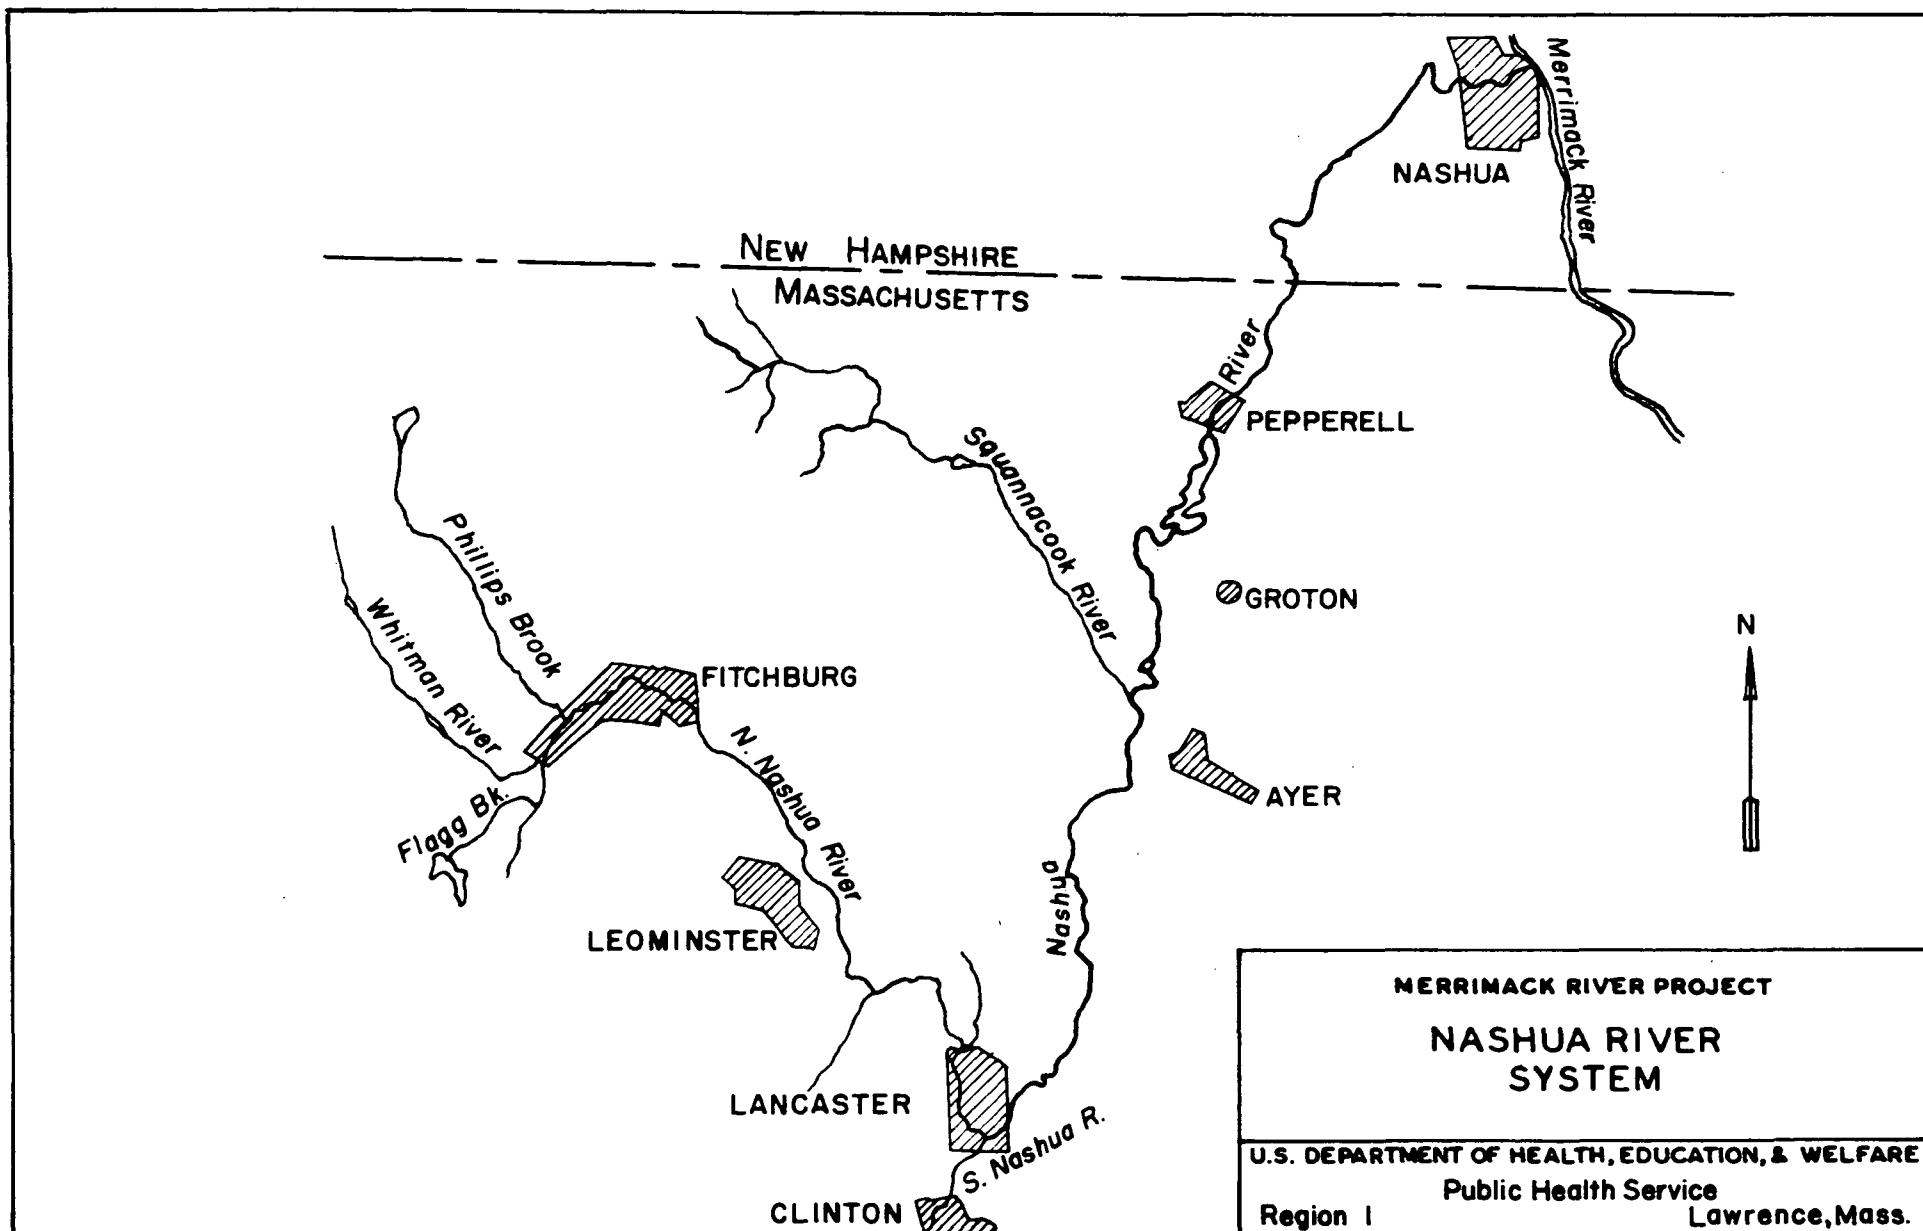 Merrimack River
NASHUA
NEW HAMPSHIRE
MASSACHUSETTS
River
PEPPERELL
Squannacook River
Phillips Brook
GROTON
Whitman River
N
FITCHBURG
N. Nashua River
AYER
Flagg Bk.
Nashua
LEOMINSTER
LANCASTER
S. Nashua R.
CLINTON
MERRIMACK RIVER PROJECT
NASHUA RIVER
SYSTEM
U.S. DEPARTMENT OF HEALTH, EDUCATION, & WELFARE
Public Health Service
Region I Lawrence, Mass.